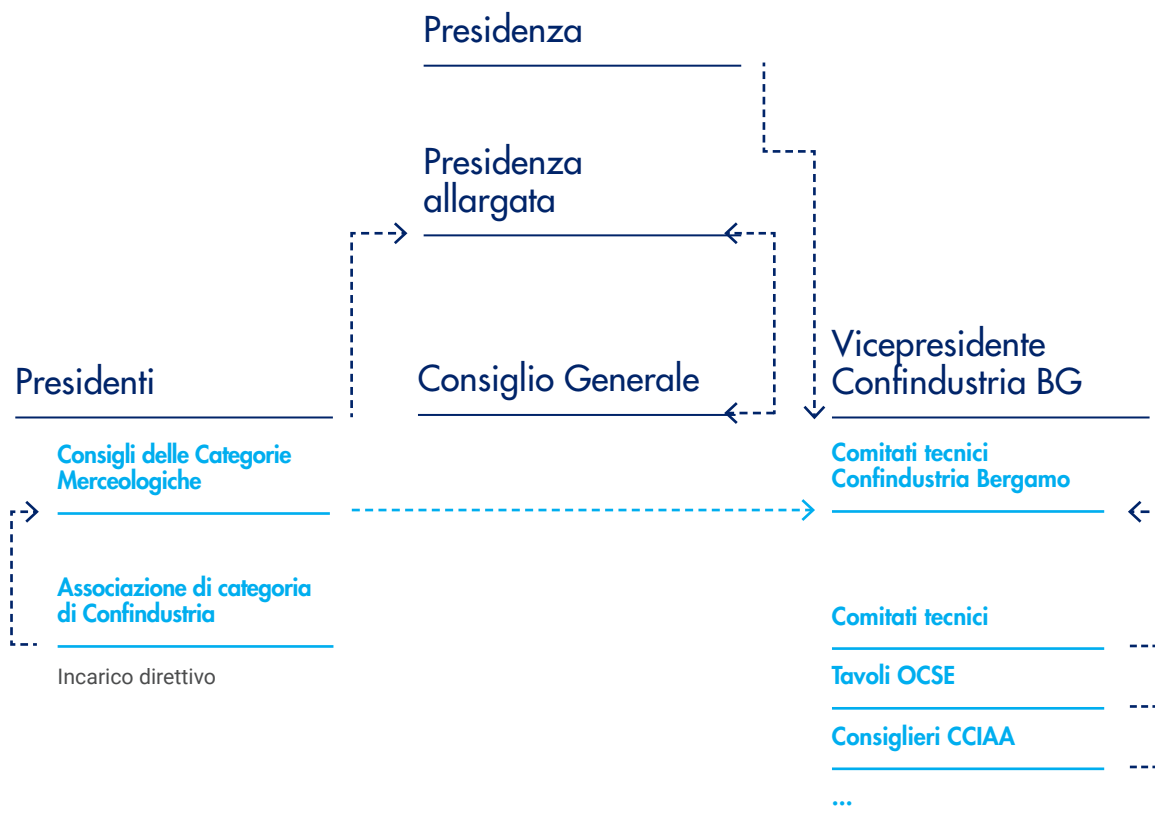 Presidenza
Presidenza
allargata
Presidenti
Consiglio Generale
Vicepresidente
Confindustria BG
Consigli delle Categorie
Merceologiche
Comitati tecnici
Confindustria Bergamo
Associazione di categoria
di Confindustria
Incarico direttivo
Comitati tecnici
Tavoli OCSE
Consiglieri CCIAA
...